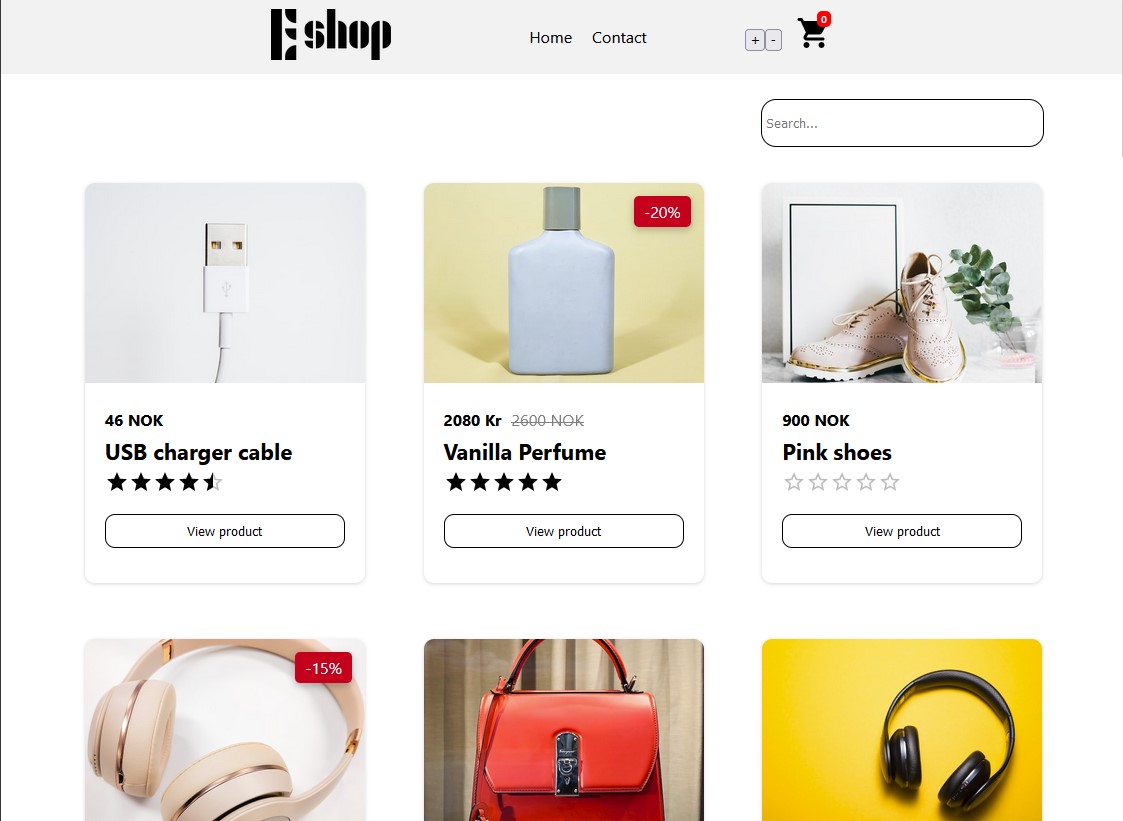 E shop
Home
Contact
+
-
0
Search...
-20%
46 NOK
USB charger cable
View product
2080 Kr 2600 NOK
Vanilla Perfume
View product
900 NOK
Pink shoes
View product
-15%